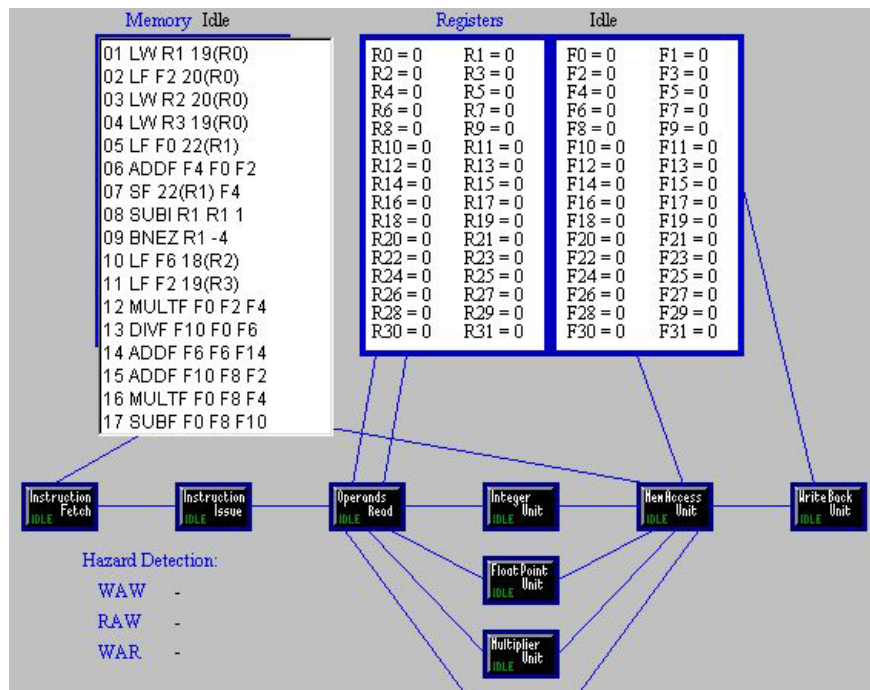 Memory Idle
Registers Idle
01 LW R1 19(R0)
02 LF F2 20(R0)
03 LW R2 20(R0)
04 LW R3 19(R0)
05 LF F0 22(R1)
06 ADDF F4 F0 F2
07 SF 22(R1) F4
08 SUBI R1 R1 1
09 BNEZ R1 -4
10 LF F6 18(R2)
11 LF F2 19(R3)
12 MULTF F0 F2 F4
13 DIVF F10 F0 F6
14 ADDF F6 F6 F14
15 ADDF F10 F8 F2
16 MULTF F0 F8 F4
17 SUBF F0 F8 F10
R0 = 0 R1 = 0 F0 = 0 F1 = 0
R2 = 0 R3 = 0 F2 = 0 F3 = 0
R4 = 0 R5 = 0 F4 = 0 F5 = 0
R6 = 0 R7 = 0 F6 = 0 F7 = 0
R8 = 0 R9 = 0 F8 = 0 F9 = 0
R10 = 0 R11 = 0 F10 = 0 F11 = 0
R12 = 0 R13 = 0 F12 = 0 F13 = 0
R14 = 0 R15 = 0 F14 = 0 F15 = 0
R16 = 0 R17 = 0 F16 = 0 F17 = 0
R18 = 0 R19 = 0 F18 = 0 F19 = 0
R20 = 0 R21 = 0 F20 = 0 F21 = 0
R22 = 0 R23 = 0 F22 = 0 F23 = 0
R24 = 0 R25 = 0 F24 = 0 F25 = 0
R26 = 0 R27 = 0 F26 = 0 F27 = 0
R28 = 0 R29 = 0 F28 = 0 F29 = 0
R30 = 0 R31 = 0 F30 = 0 F31 = 0
Instruction
Fetch
IDLE
Instruction
Issue
IDLE
Operands
Read
IDLE
Integer
Unit
IDLE
MemAccess
Unit
IDLE
WriteBack
Unit
IDLE
Float Point
Unit
IDLE
Multiplier
Unit
IDLE
Hazard Detection:
WAW -
RAW -
WAR -